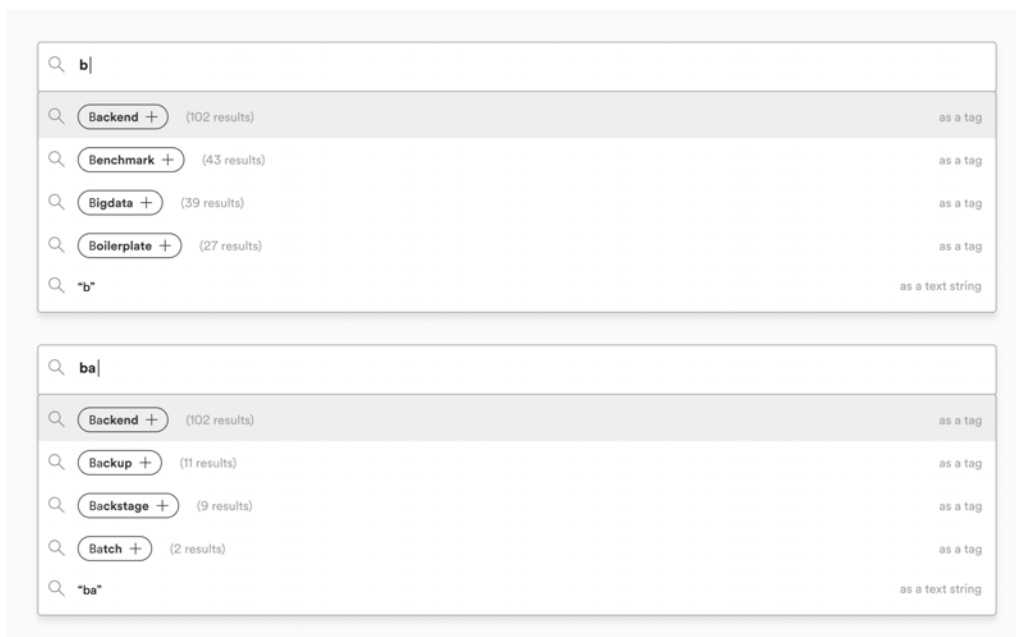 b
Backend + (102 results) as a tag
Benchmark + (43 results) as a tag
Bigdata + (39 results) as a tag
Boilerplate + (27 results) as a tag
“b” as a text string
ba
Backend + (102 results) as a tag
Backup + (11 results) as a tag
Backstage + (9 results) as a tag
Batch + (2 results) as a tag
“ba” as a text string